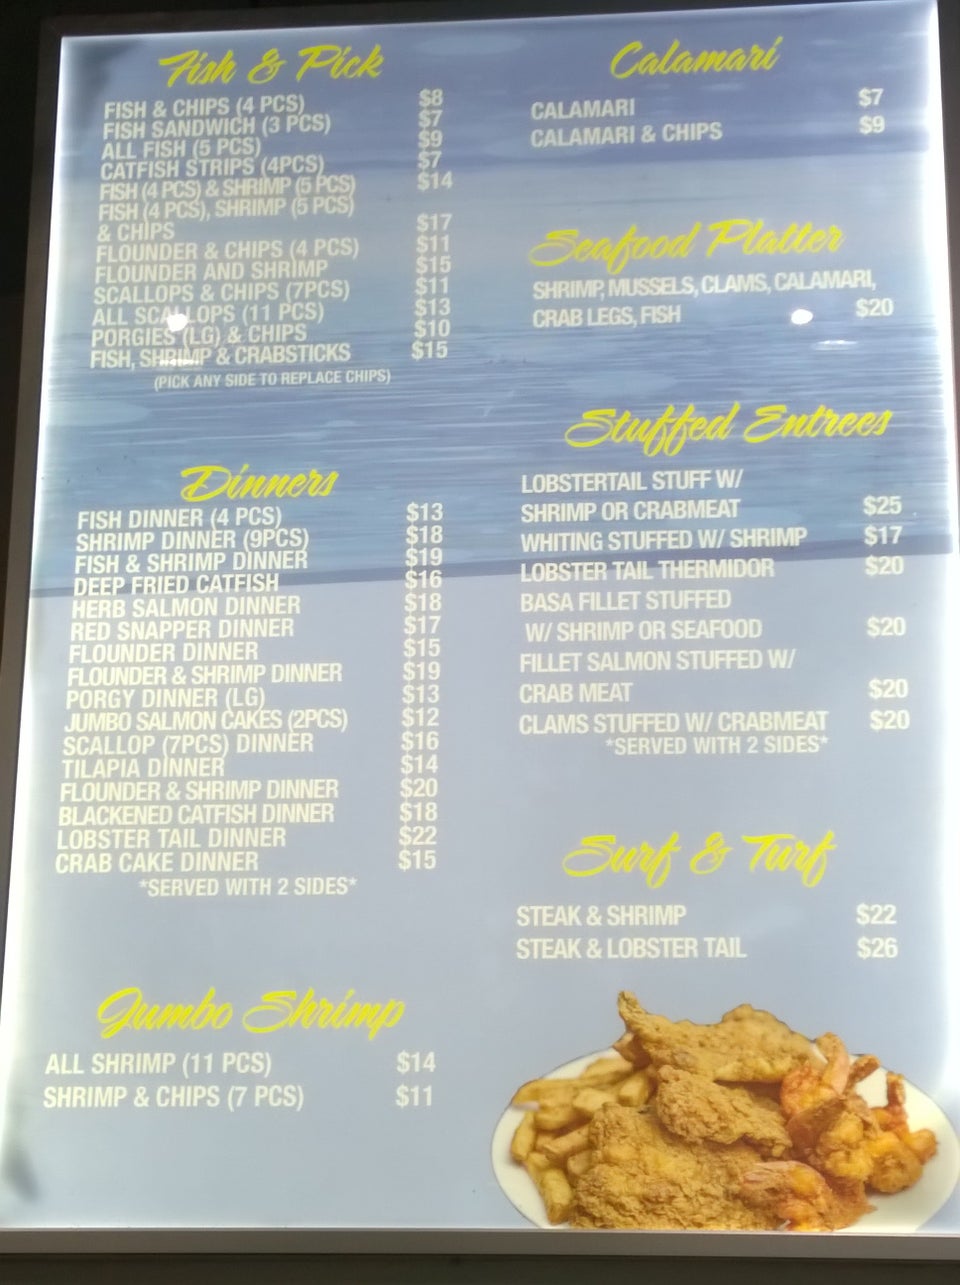 Fish & Pick
FISH & CHIPS (4 PCS) $8
FISH SANDWICH (3 PCS) $7
ALL FISH (5 PCS) $9
CATFISH STRIPS (4PCS) $7
FISH (4 PCS) & SHRIMP (5 PCS) $14
FISH (4 PCS), SHRIMP (5 PCS)
& CHIPS $17
FLOUNDER & CHIPS (4 PCS) $11
FLOUNDER AND SHRIMP $15
SCALLOPS & CHIPS (7PCS) $11
ALL SCALLOPS (11 PCS) $13
PORGIES (LG) & CHIPS $10
FISH, SHRIMP & CRABSTICKS $15
(PICK ANY SIDE TO REPLACE CHIPS)
Dinners
FISH DINNER (4 PCS) $13
SHRIMP DINNER (9PCS) $18
FISH & SHRIMP DINNER $19
DEEP FRIED CATFISH $16
HERB SALMON DINNER $18
RED SNAPPER DINNER $17
FLOUNDER DINNER $15
FLOUNDER & SHRIMP DINNER $19
PORGY DINNER (LG) $13
JUMBO SALMON CAKES (2PCS) $12
SCALLOP (7PCS) DINNER $16
TILAPIA DINNER $14
FLOUNDER & SHRIMP DINNER $20
BLACKENED CATFISH DINNER $18
LOBSTER TAIL DINNER $22
CRAB CAKE DINNER $15
*SERVED WITH 2 SIDES*
Jumbo Shrimp
ALL SHRIMP (11 PCS) $14
SHRIMP & CHIPS (7 PCS) $11
Calamari
CALAMARI $7
CALAMARI & CHIPS $9
Seafood Platter
SHRIMP, MUSSELS, CLAMS, CALAMARI,
CRAB LEGS, FISH $20
Stuffed Entrees
LOBSTERTAIL STUFF W/
SHRIMP OR CRABMEAT $25
WHITING STUFFED W/ SHRIMP $17
LOBSTER TAIL THERMIDOR $20
BASA FILLET STUFFED
W/ SHRIMP OR SEAFOOD $20
FILLET SALMON STUFFED W/
CRAB MEAT $20
CLAMS STUFFED W/ CRABMEAT $20
*SERVED WITH 2 SIDES*
Surf & Turf
STEAK & SHRIMP $22
STEAK & LOBSTER TAIL $26